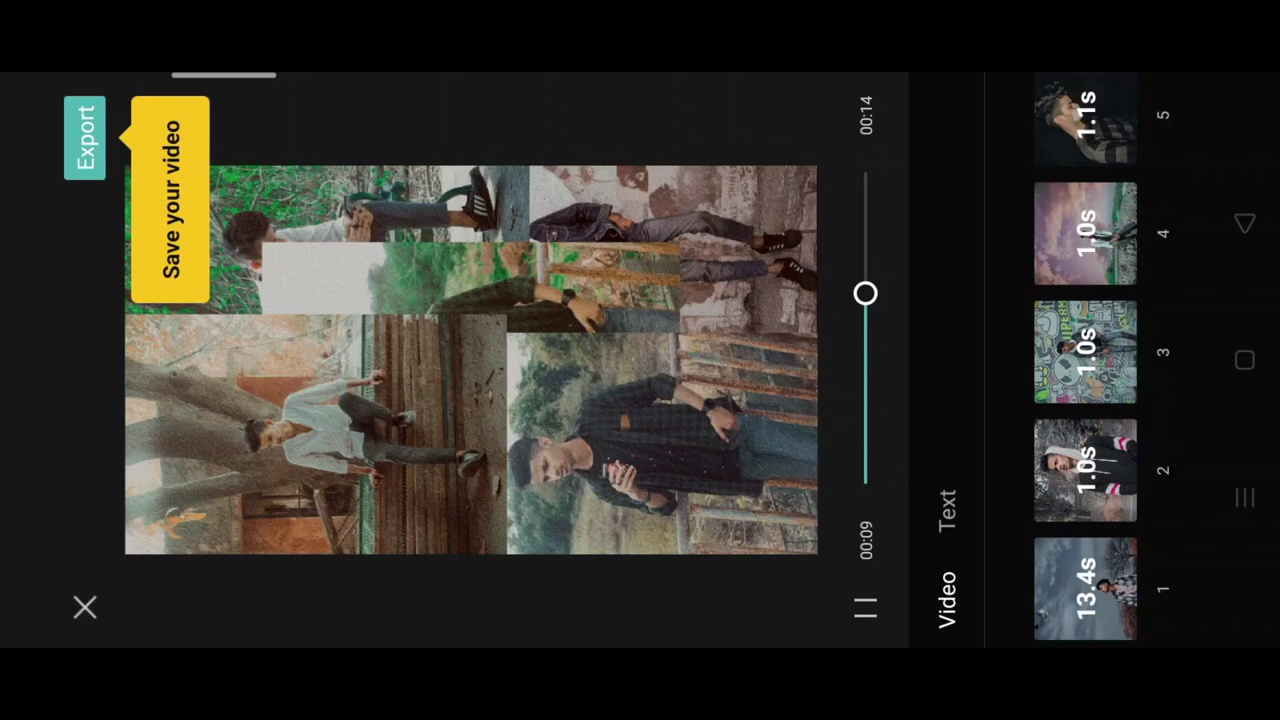 Export
Save your video
00:09
00:14
Video
Text
13.4s
1.0s
1.0s
1.0s
1.1s
1
2
3
4
5